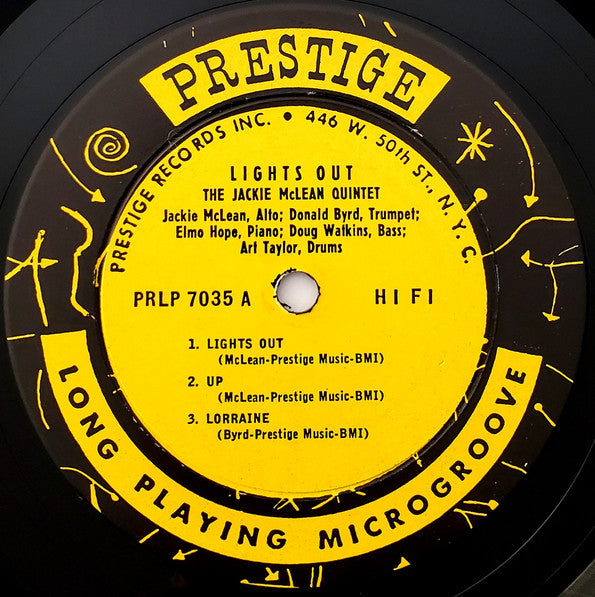 PRESTIGE
PRESTIGE RECORDS INC. • 446 W. 50th ST., N. Y. C.
LIGHTS OUT
THE JACKIE McLEAN QUINTET
Jackie McLean, Alto; Donald Byrd, Trumpet;
Elmo Hope, Piano; Doug Watkins, Bass;
Art Taylor, Drums
PRLP 7035 A HI FI
1. LIGHTS OUT
(McLean-Prestige Music-BMI)
2. UP
(McLean-Prestige Music-BMI)
3. LORRAINE
(Byrd-Prestige Music-BMI)
LONG PLAYING MICROGROOVE